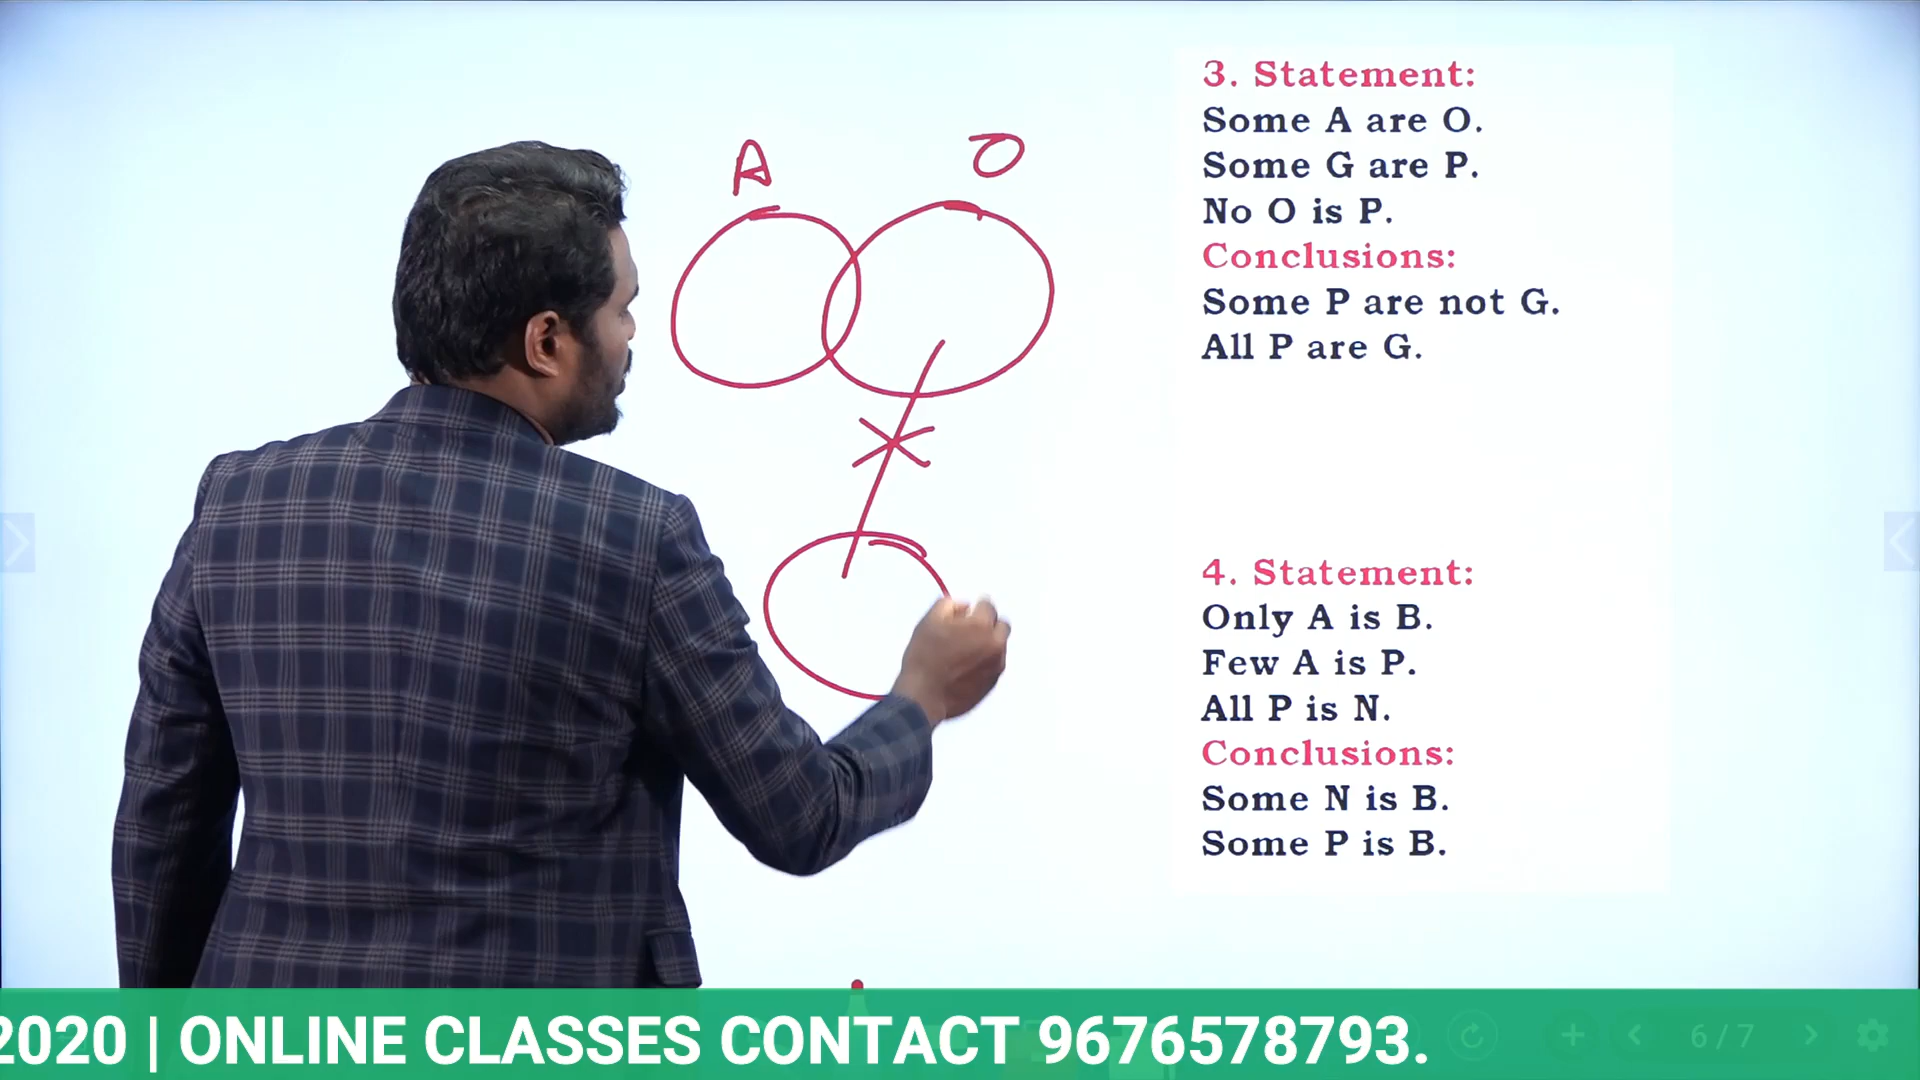 A O
3. Statement:
Some A are O.
Some G are P.
No O is P.
Conclusions:
Some P are not G.
All P are G.
4. Statement:
Only A is B.
Few A is P.
All P is N.
Conclusions:
Some N is B.
Some P is B.
2020 | ONLINE CLASSES CONTACT 9676578793.
6/7